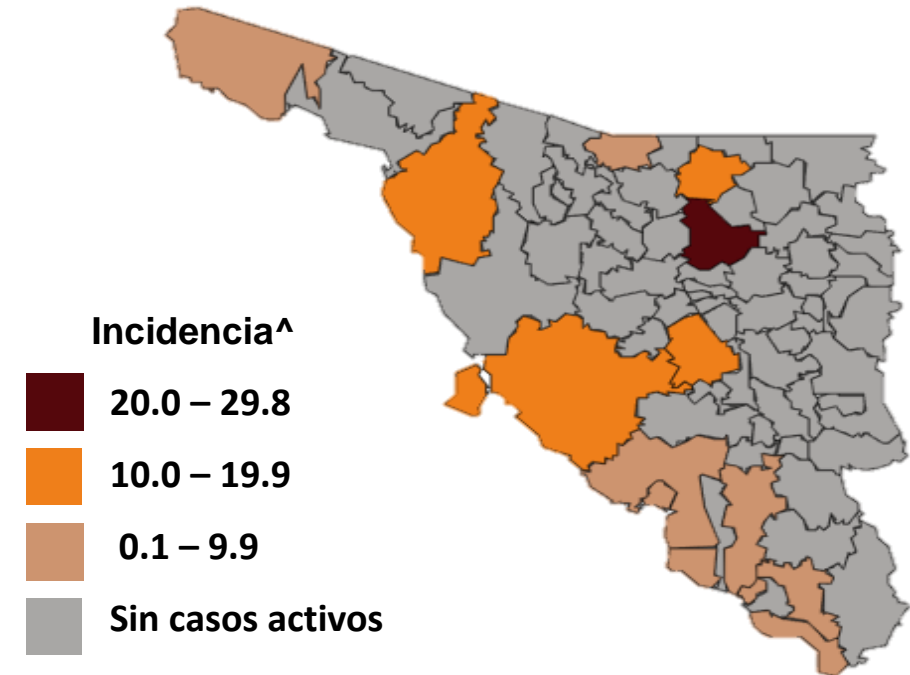 Incidencia^
20.0 – 29.8
10.0 – 19.9
0.1 – 9.9
Sin casos activos